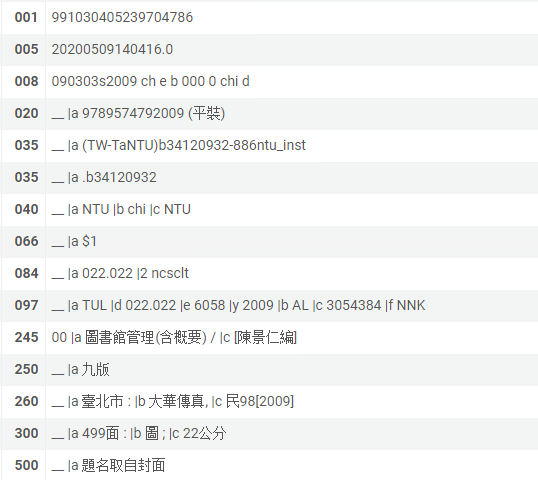 001 991030405239704786
005 20200509140416.0
008 090303s2009 ch e b 000 0 chi d
020 __ |a 9789574792009 (平裝)
035 __ |a (TW-TaNTU)b34120932-886ntu_inst
035 __ |a .b34120932
040 __ |a NTU |b chi |c NTU
066 __ |a $1
084 __ |a 022.022 |2 ncsclt
097 __ |a TUL |d 022.022 |e 6058 |y 2009 |b AL |c 3054384 |f NNK
245 00 |a 圖書館管理(含概要) / |c [陳景仁編]
250 __ |a 九版
260 __ |a 臺北市 : |b 大華傳真, |c 民98[2009]
300 __ |a 499面 : |b 圖 ; |c 22公分
500 __ |a 題名取自封面